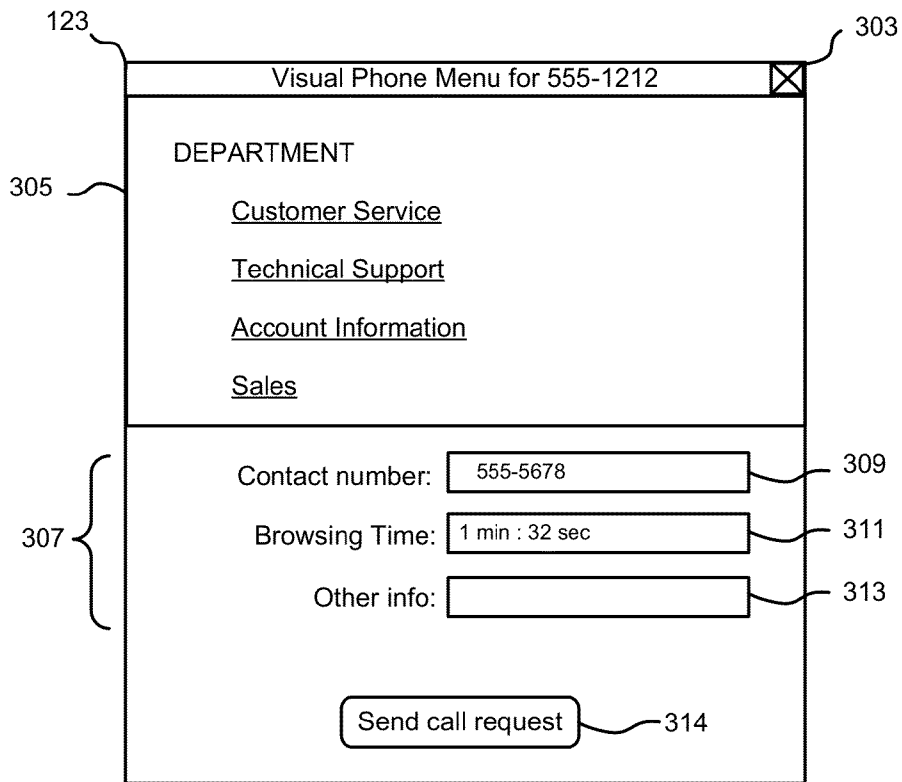 123
303
Visual Phone Menu for 555-1212
DEPARTMENT
305
Customer Service
Technical Support
Account Information
Sales
307
Contact number: 555-5678 309
Browsing Time: 1 min : 32 sec 311
Other info: 313
Send call request 314